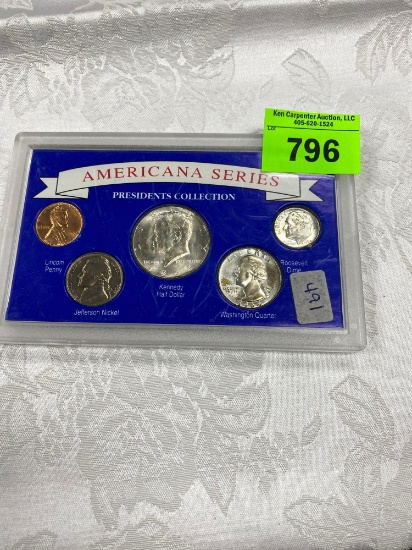 Ken Carpenter Auction, LLC
405-620-1524
Lot
796
AMERICANA SERIES
PRESIDENTS COLLECTION
Lincoln
Penny
Jefferson Nickel
Kennedy
Half Dollar
Washington Quarter
Roosevelt
Dime
491